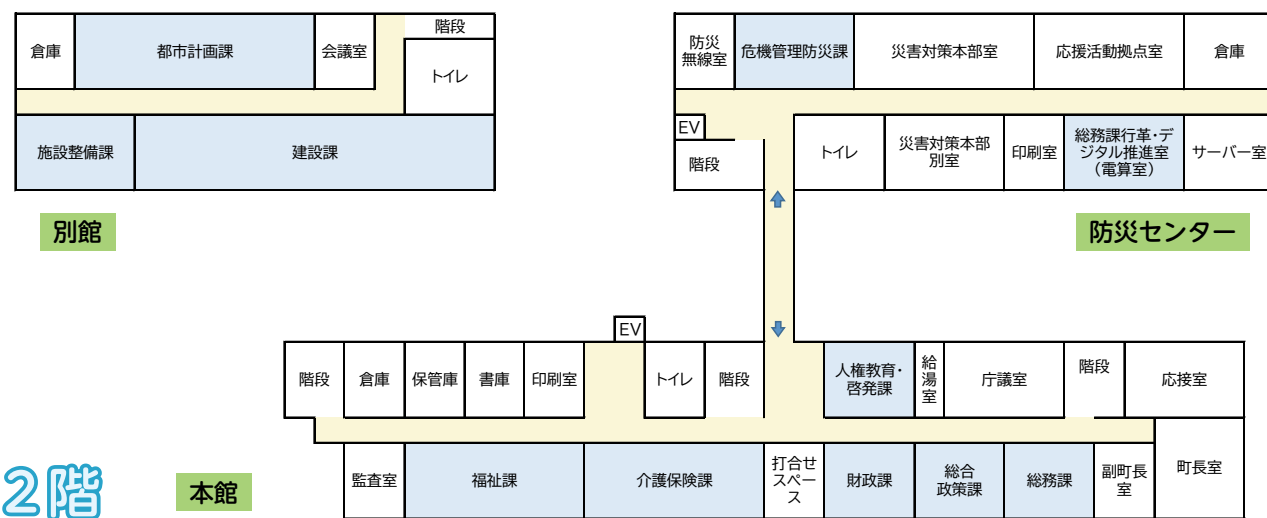 倉庫
都市計画課
会議室
階段
トイレ
施設整備課
建設課
別館
防災
無線室
危機管理防災課
災害対策本部室
応援活動拠点室
倉庫
EV
階段
トイレ
災害対策本部
別室
印刷室
総務課行革・デ
ジタル推進室
(電算室)
サーバー室
防災センター
EV
階段
倉庫
保管庫
書庫
印刷室
トイレ
階段
人権教育・
啓発課
給
湯
室
庁議室
階段
応接室
監査室
福祉課
介護保険課
打合せ
スペー
ス
財政課
総合
政策課
総務課
副町長
室
町長室
2階
本館